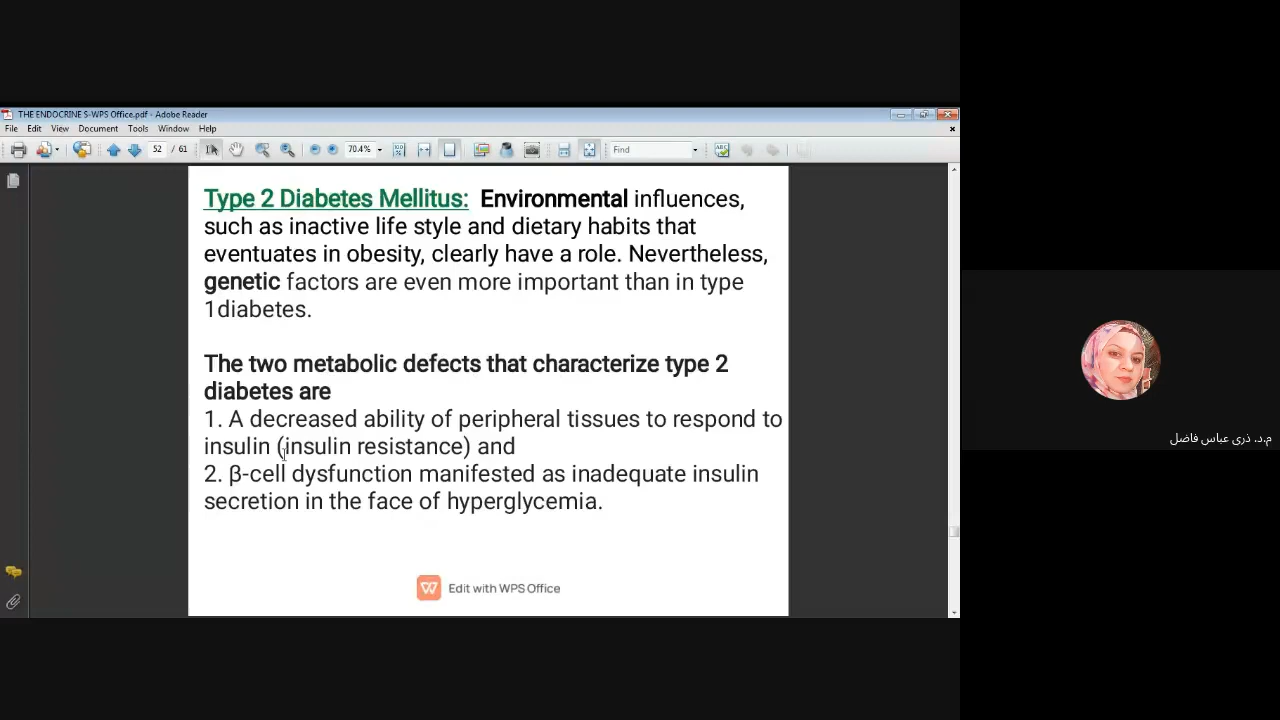 THE ENDOCRINE S-WPS Office.pdf - Adobe Reader
File Edit View Document Tools Window Help
52 / 61 70.4% Find
Type 2 Diabetes Mellitus: Environmental influences,
such as inactive life style and dietary habits that
eventuates in obesity, clearly have a role. Nevertheless,
genetic factors are even more important than in type
1diabetes.
The two metabolic defects that characterize type 2
diabetes are
1. A decreased ability of peripheral tissues to respond to
insulin (insulin resistance) and
2. β-cell dysfunction manifested as inadequate insulin
secretion in the face of hyperglycemia.
Edit with WPS Office
م.د. ذرى عباس فاضل